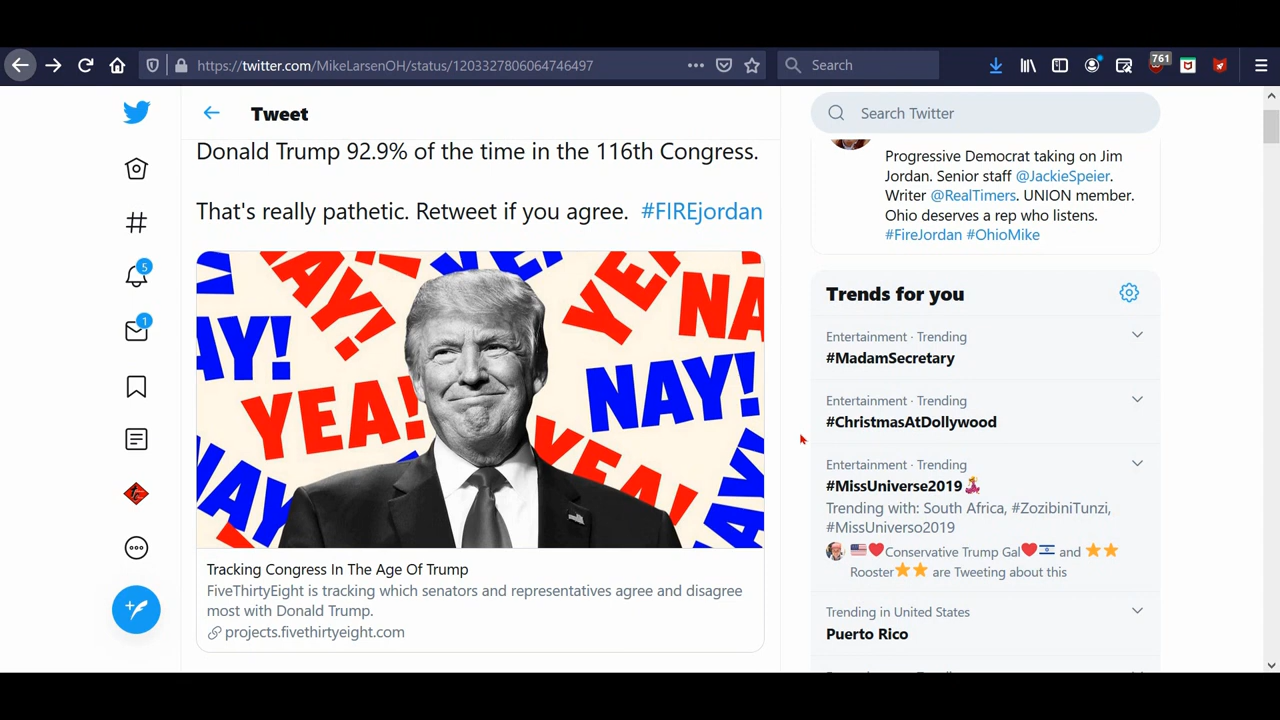 https://twitter.com/MikeLarsenOH/status/1203327806064746497
Search
761
Tweet
Search Twitter
Donald Trump 92.9% of the time in the 116th Congress.
That's really pathetic. Retweet if you agree. #FIREjordan
5
1
AY!
NAY!
YEA!
NA
YEA!
NAY!
NAY
YEA!
NAY
Tracking Congress In The Age Of Trump
FiveThirtyEight is tracking which senators and representatives agree and disagree
most with Donald Trump.
projects.fivethirtyeight.com
Progressive Democrat taking on Jim
Jordan. Senior staff @JackieSpeier.
Writer @RealTimers. UNION member.
Ohio deserves a rep who listens.
#FireJordan #OhioMike
Trends for you
Entertainment · Trending
#MadamSecretary
Entertainment · Trending
#ChristmasAtDollywood
Entertainment · Trending
#MissUniverse2019
Trending with: South Africa, #ZozibiniTunzi,
#MissUniverso2019
Conservative Trump Gal and
Rooster are Tweeting about this
Trending in United States
Puerto Rico